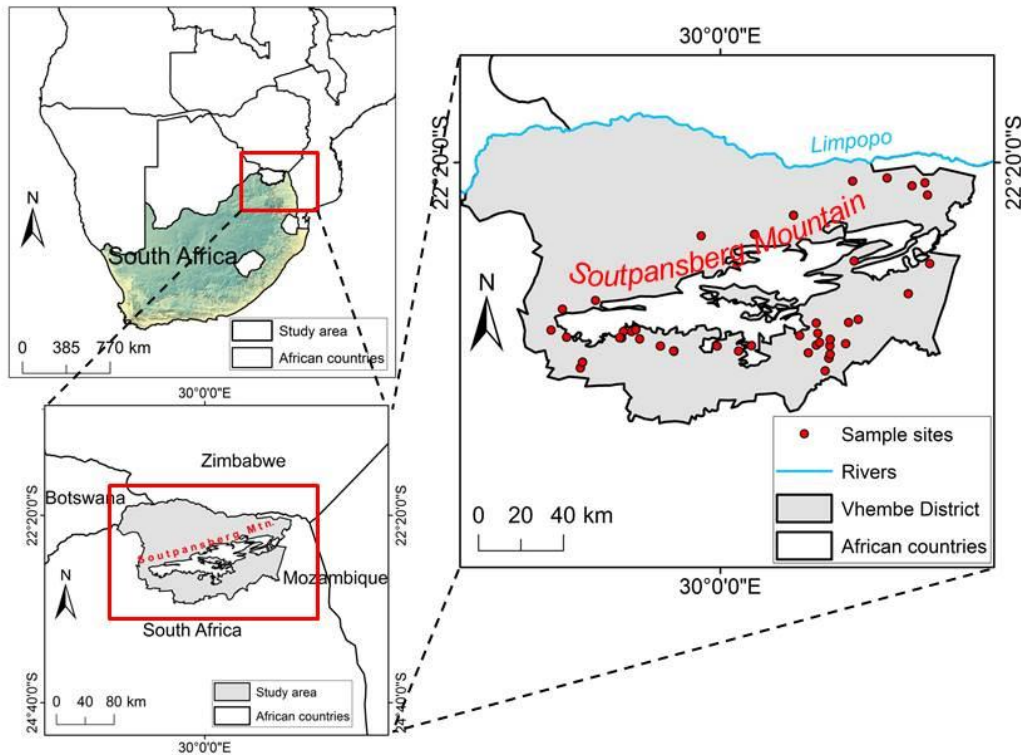 N
South Africa
Study area
African countries
0 385 770 km
30°0'0"E
Zimbabwe
Botswana
22°20'0"S
22°20'0"S
Soutpansberg Mtn.
N
Mozambique
South Africa
Study area
African countries
0 40 80 km
24°40'0"S
24°40'0"S
30°0'0"E
30°0'0"E
Limpopo
22°20'0"S
22°20'0"S
Soutpansberg Mountain
N
Sample sites
Rivers
Vhembe District
African countries
0 20 40 km
30°0'0"E